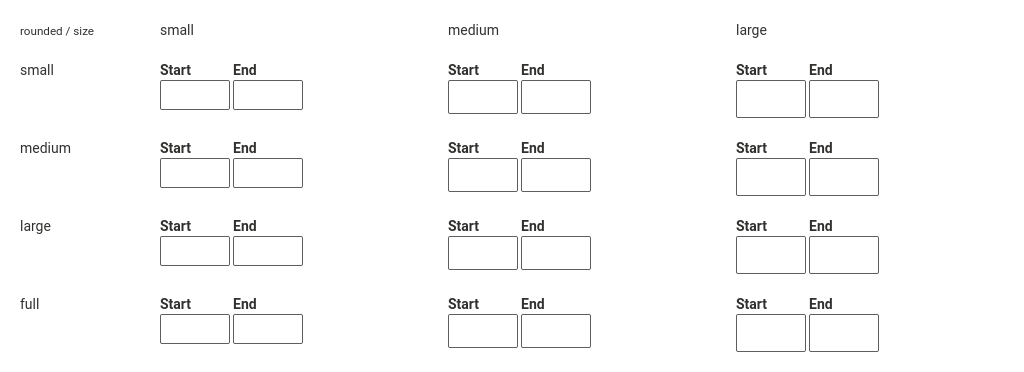 rounded / size small medium large
small Start End Start End Start End
medium Start End Start End Start End
large Start End Start End Start End
full Start End Start End Start End